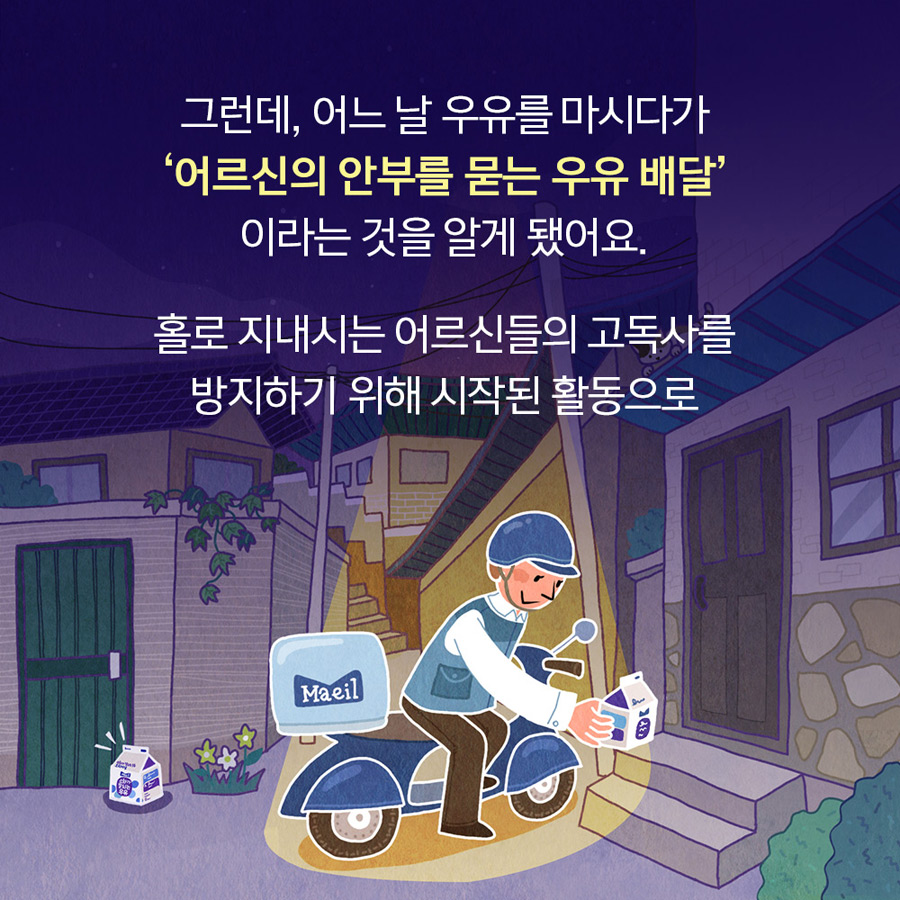 그런데, 어느 날 우유를 마시다가
‘어르신의 안부를 묻는 우유 배달’
이라는 것을 알게 됐어요.
홀로 지내시는 어르신들의 고독사를
방지하기 위해 시작된 활동으로
Maeil